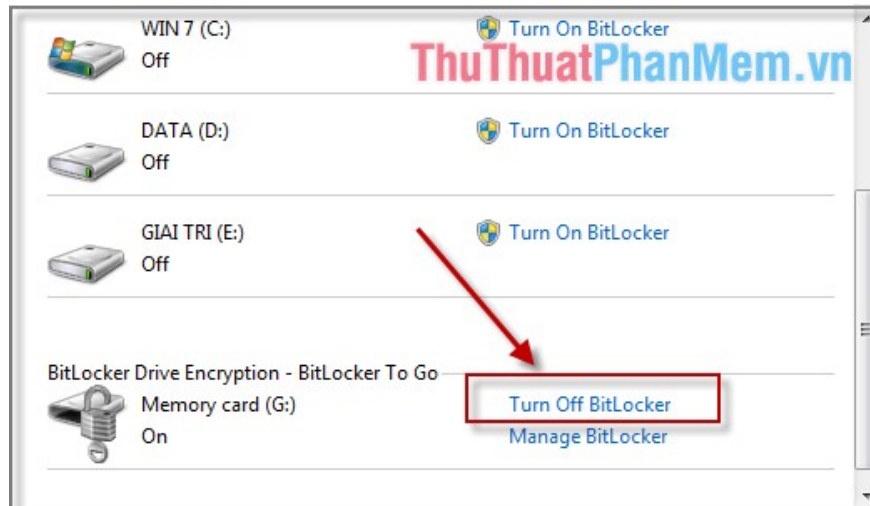 WIN 7 (C:) Turn On BitLocker
Off
ThuThuatPhanMem.vn
DATA (D:) Turn On BitLocker
Off
GIAI TRI (E:) Turn On BitLocker
Off
BitLocker Drive Encryption - BitLocker To Go
Memory card (G:) Turn Off BitLocker
On Manage BitLocker